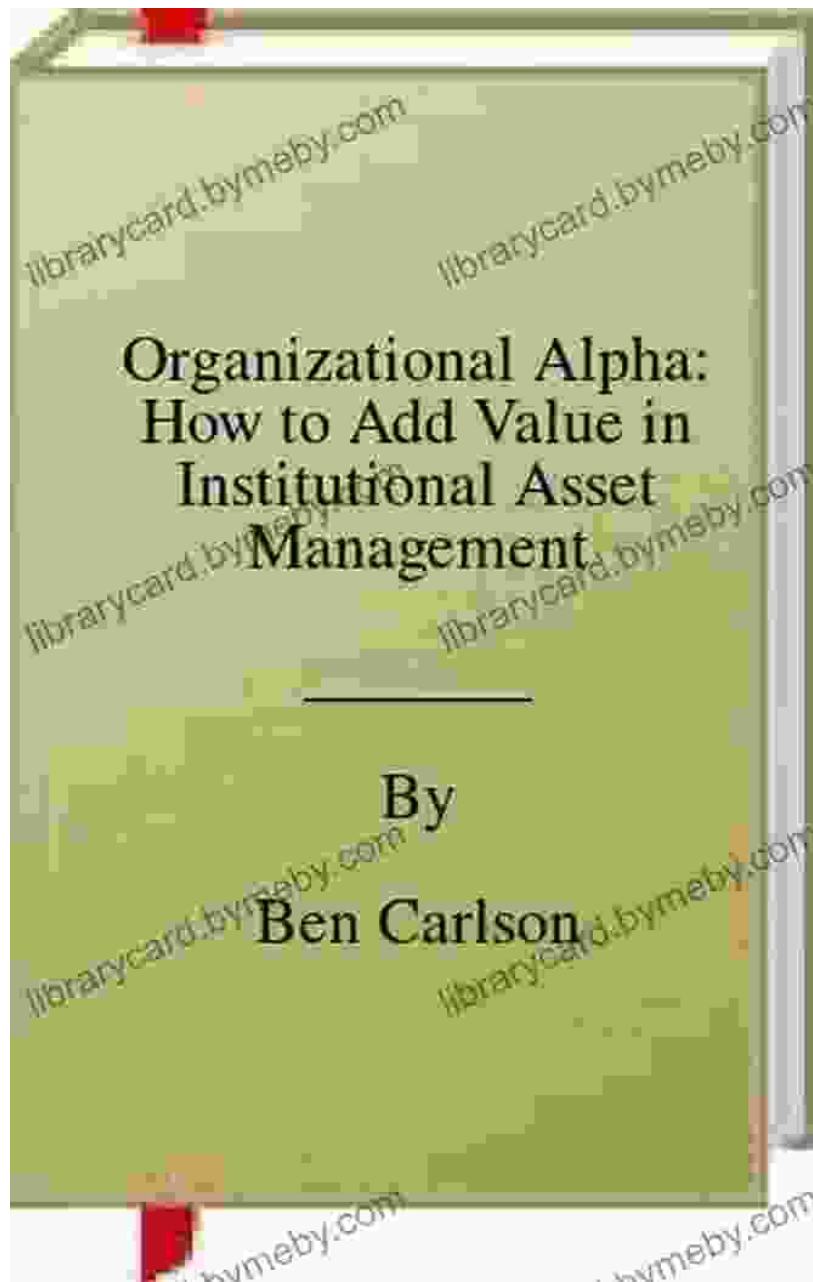 librarycard.bymeby.com
librarycard.bymeby.com
Organizational Alpha:
How to Add Value in
Institutional Asset
Management
librarycard.bymeby.com
librarycard.bymeby.com
By
Ben Carlson
librarycard.bymeby.com
librarycard.bymeby.com
bymeby.com
bymeby.com